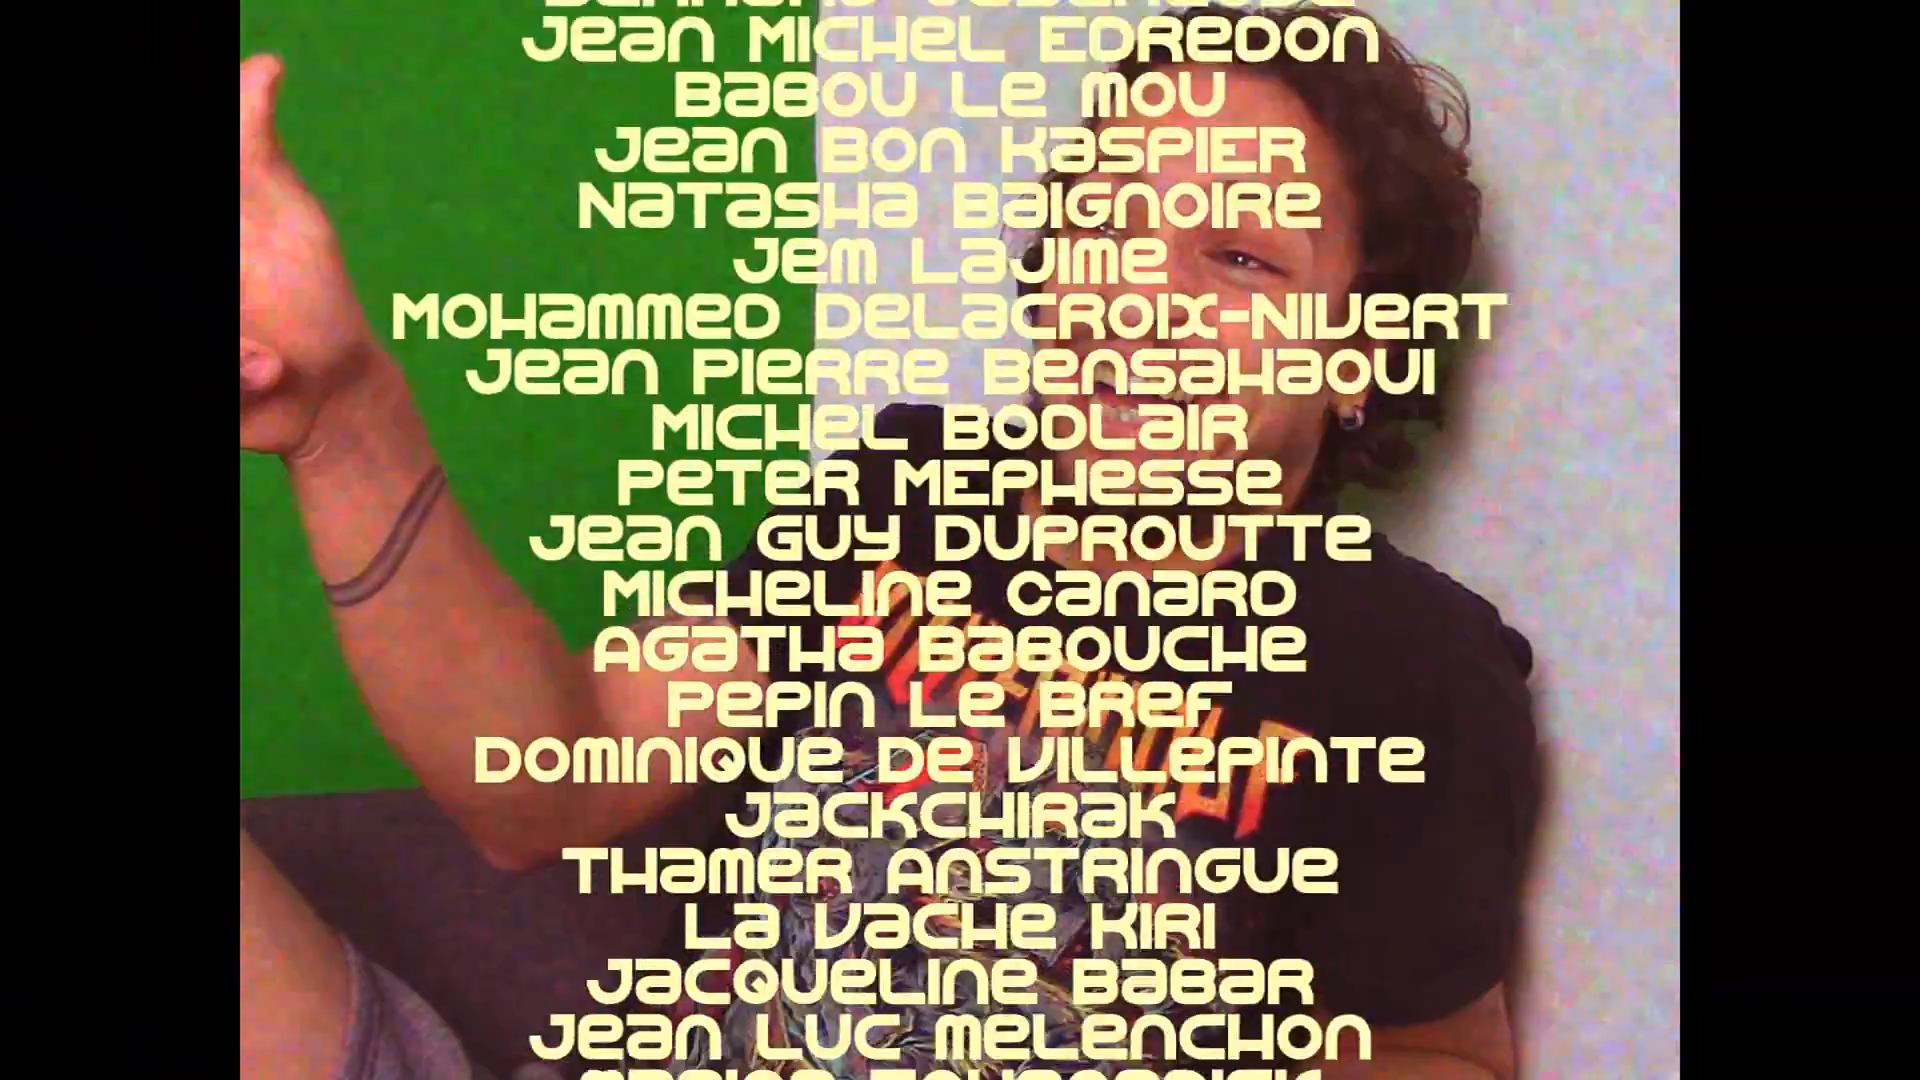 Jean Michel Edredon
Babou Le Mou
Jean Bon Kaspier
Natasha Baignoire
Jem Lajime
Mohammed Delacroix-Nivert
Jean Pierre Bensahaoui
Michel Bodlair
Peter Mephesse
Jean Guy Duproutte
Micheline Canard
Agatha Babouche
Pepin Le Bref
Dominique De Villepinte
Jackchirak
Thamer Anstringue
La Vache Kiri
Jacqueline Babar
Jean Luc Melenchon